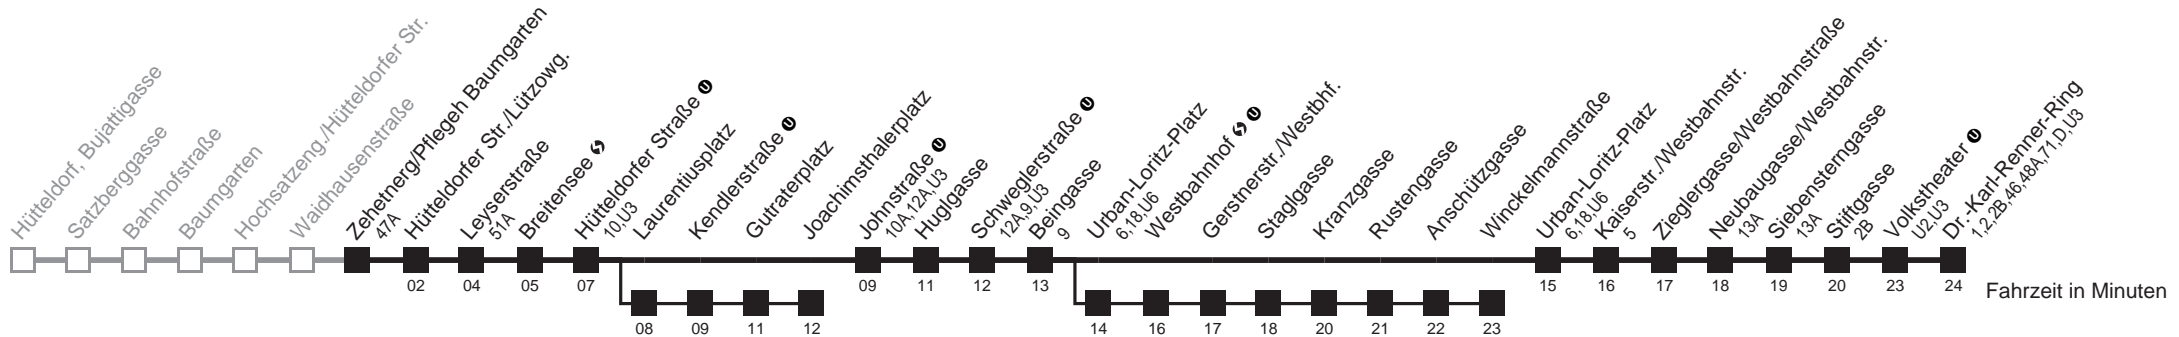 Hütteldorf, Bujattigasse
Satzberggasse
Bahnhofstraße
Baumgarten
Hochsatzeng./Hütteldorfer Str.
Waidhausenstraße
Zehetnerg/Pflegeh Baumgarten
47A
Hütteldorfer Str./Lützowg.
Leyserstraße
51A
Breitensee
Hütteldorfer Straße U
10,U3
Laurentiusplatz
Kendlerstraße U
Gutraterplatz
Joachimsthalerplatz
Johnstraße U
10A,12A,U3
Huglgasse
Schweglerstraße U
12A,9,U3
Beingasse
9
Urban-Loritz-Platz
6,18,U6
Westbahnhof U
Gerstnerstr./Westbhf.
Staglgasse
Kranzgasse
Rustengasse
Anschützgasse
Winckelmannstraße
Urban-Loritz-Platz
6,18,U6
Kaiserstr./Westbahnstr.
5
Zieglergasse/Westbahnstraße
Neubaugasse/Westbahnstr.
13A
Siebensterngasse
13A
Stiftgasse
2B
Volkstheater U
U2,U3
Dr.-Karl-Renner-Ring
1,2,2B,46,48A,71,D,U3
02 04 05 07 09 11 12 13 15 16 17 18 19 20 23 24
Fahrzeit in Minuten
08 09 11 12 14 16 17 18 20 21 22 23